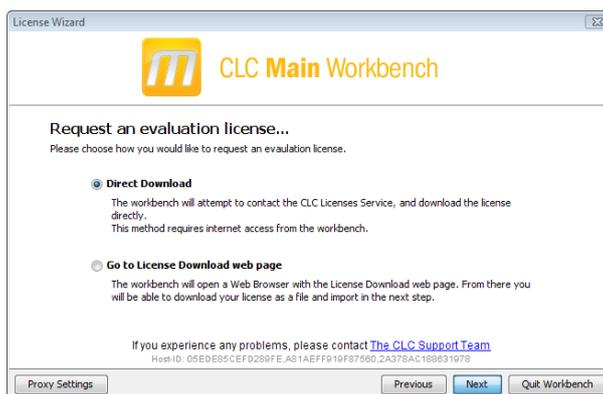 License Wizard
CLC Main Workbench
Request an evaluation license...
Please choose how you would like to request an evaulation license.
Direct Download
The workbench will attempt to contact the CLC Licenses Service, and download the license
directly.
This method requires internet access from the workbench.
Go to License Download web page
The workbench will open a Web Browser with the License Download web page. From there you
will be able to download your license as a file and import in the next step.
If you experience any problems, please contact The CLC Support Team
Host-ID: 05EDE85CEFD289FE,A81AEFF919F87560,2A378AC188631978
Proxy Settings
Previous
Next
Quit Workbench